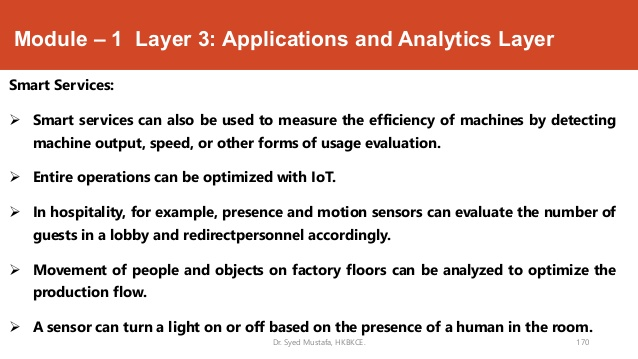 Module – 1 Layer 3: Applications and Analytics Layer
Smart Services:
➢ Smart services can also be used to measure the efficiency of machines by detecting
machine output, speed, or other forms of usage evaluation.
➢ Entire operations can be optimized with IoT.
➢ In hospitality, for example, presence and motion sensors can evaluate the number of
guests in a lobby and redirectpersonnel accordingly.
➢ Movement of people and objects on factory floors can be analyzed to optimize the
production flow.
➢ A sensor can turn a light on or off based on the presence of a human in the room.
Dr. Syed Mustafa, HKBKCE. 170